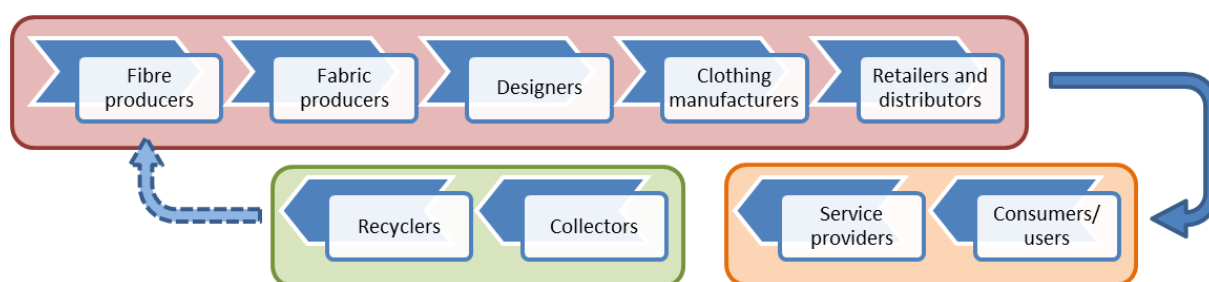 Fibre
producers
Fabric
producers
Designers
Clothing
manufacturers
Retailers and
distributors
Recyclers
Collectors
Service
providers
Consumers/
users